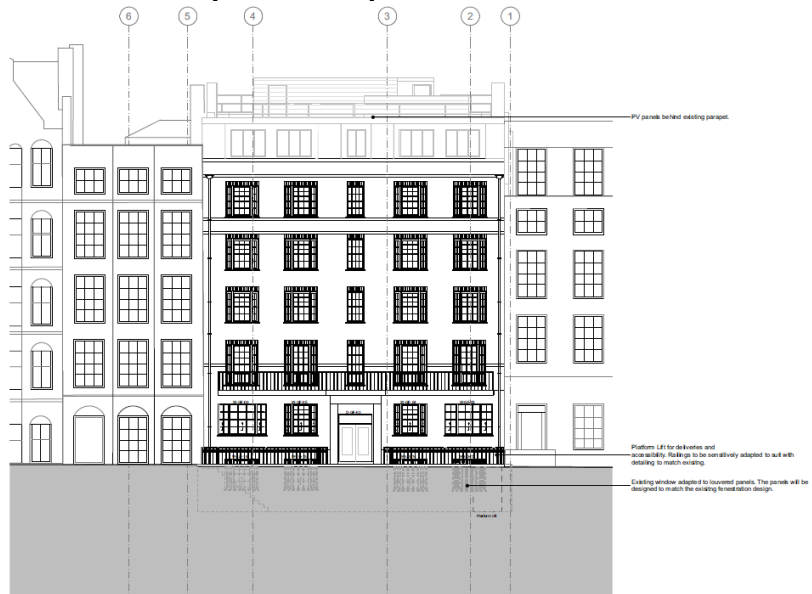 6 5 4 3 2 1
PV panels behind existing parapet.
Platform Lift for deliveries and
accessibility. Railings to be sensitively adapted to suit with
detailing to match existing.
Existing window adapted to louvered panels. The panels will be
designed to match the exisitng fenestration design.